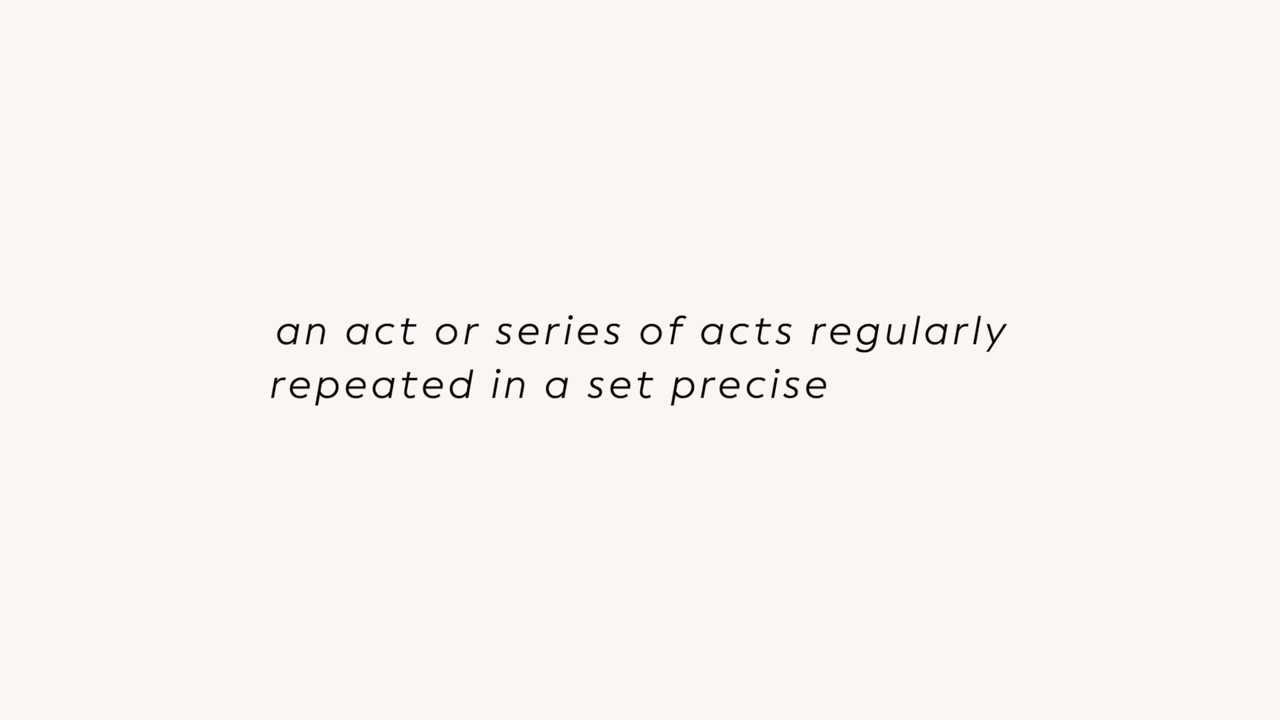 an act or series of acts regularly
repeated in a set precise